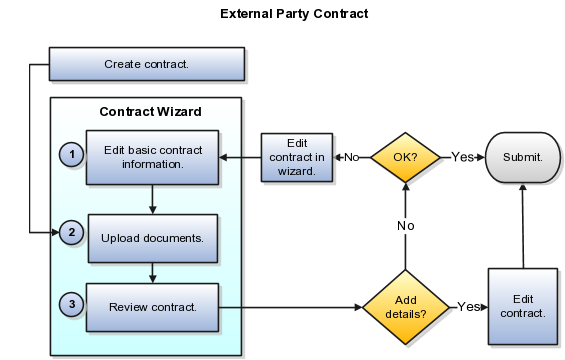 External Party Contract
Create contract.
Contract Wizard
1
Edit basic contract
information.
2
Upload documents.
3
Review contract.
Edit
contract in
wizard.
No
OK?
Yes
Submit.
No
Add
details?
Yes
Edit
contract.